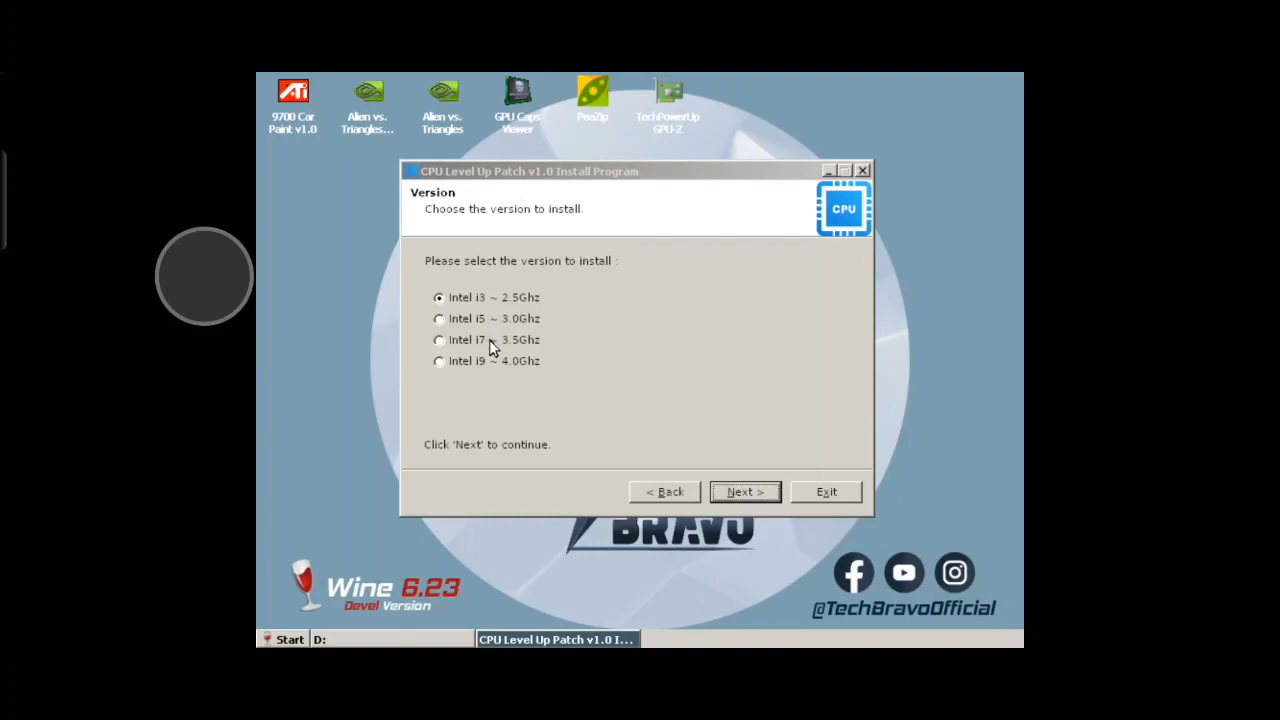 9700 Car
Paint v1.0
Alien vs.
Triangles...
Alien vs.
Triangles
GPU Caps
Viewer
PeaZip
TechPowerUp
GPU-Z
CPU Level Up Patch v1.0 Install Program
Version
Choose the version to install.
CPU
Please select the version to install :
Intel i3 ~ 2.5Ghz
Intel i5 ~ 3.0Ghz
Intel i7 ~ 3.5Ghz
Intel i9 ~ 4.0Ghz
Click 'Next' to continue.
< Back
Next >
Exit
BRAVO
Wine 6.23
Devel Version
@TechBravoOfficial
Start
D:
CPU Level Up Patch v1.0 I...